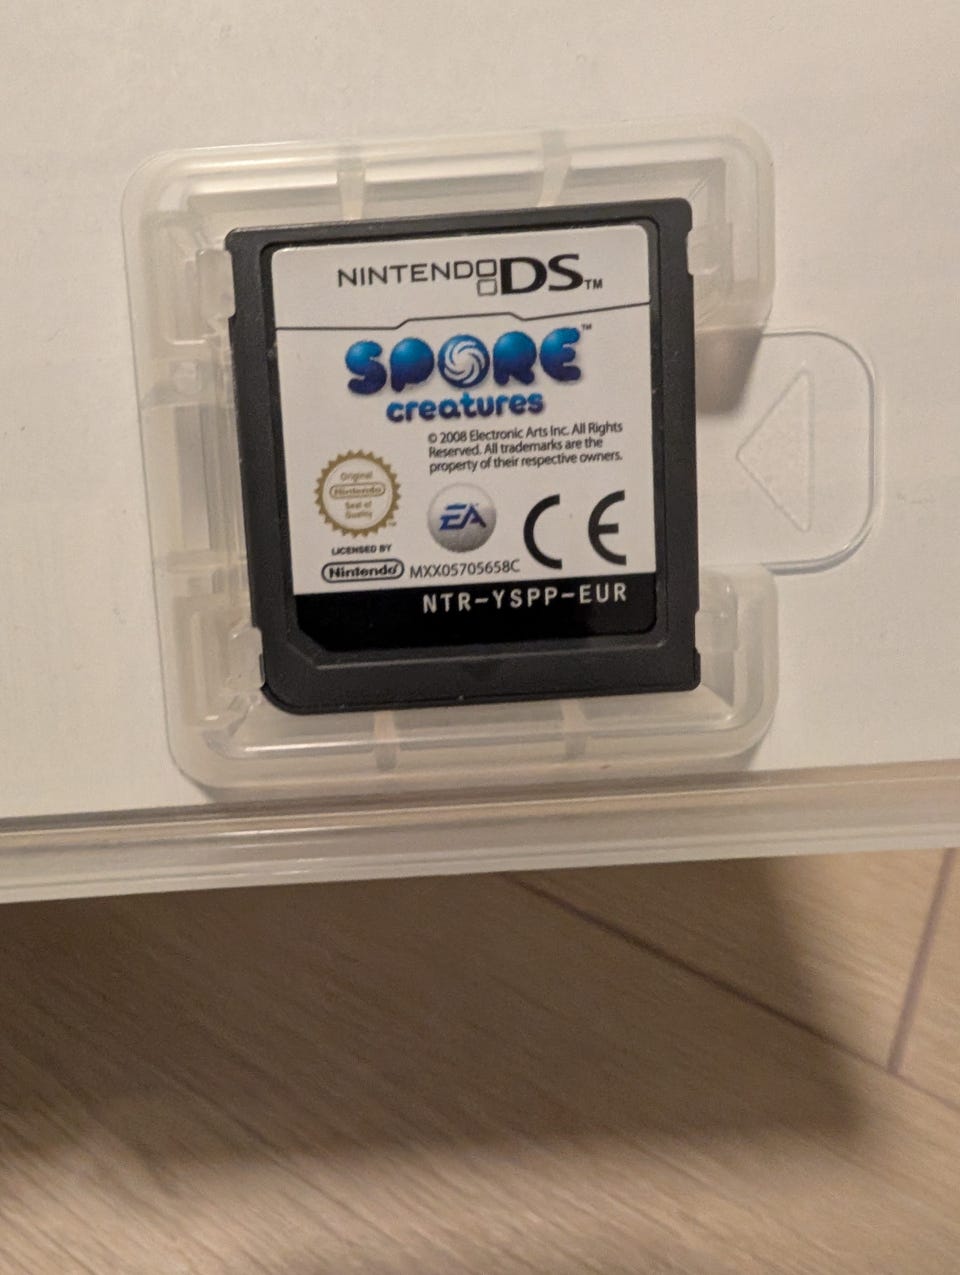 NINTENDO DS™
SPORE™
creatures
© 2008 Electronic Arts Inc. All Rights
Reserved. All trademarks are the
property of their respective owners.
Original
Nintendo
Seal of
Quality
™
EA
CE
LICENSED BY
Nintendo MXX05705658C
NTR-YSPP-EUR